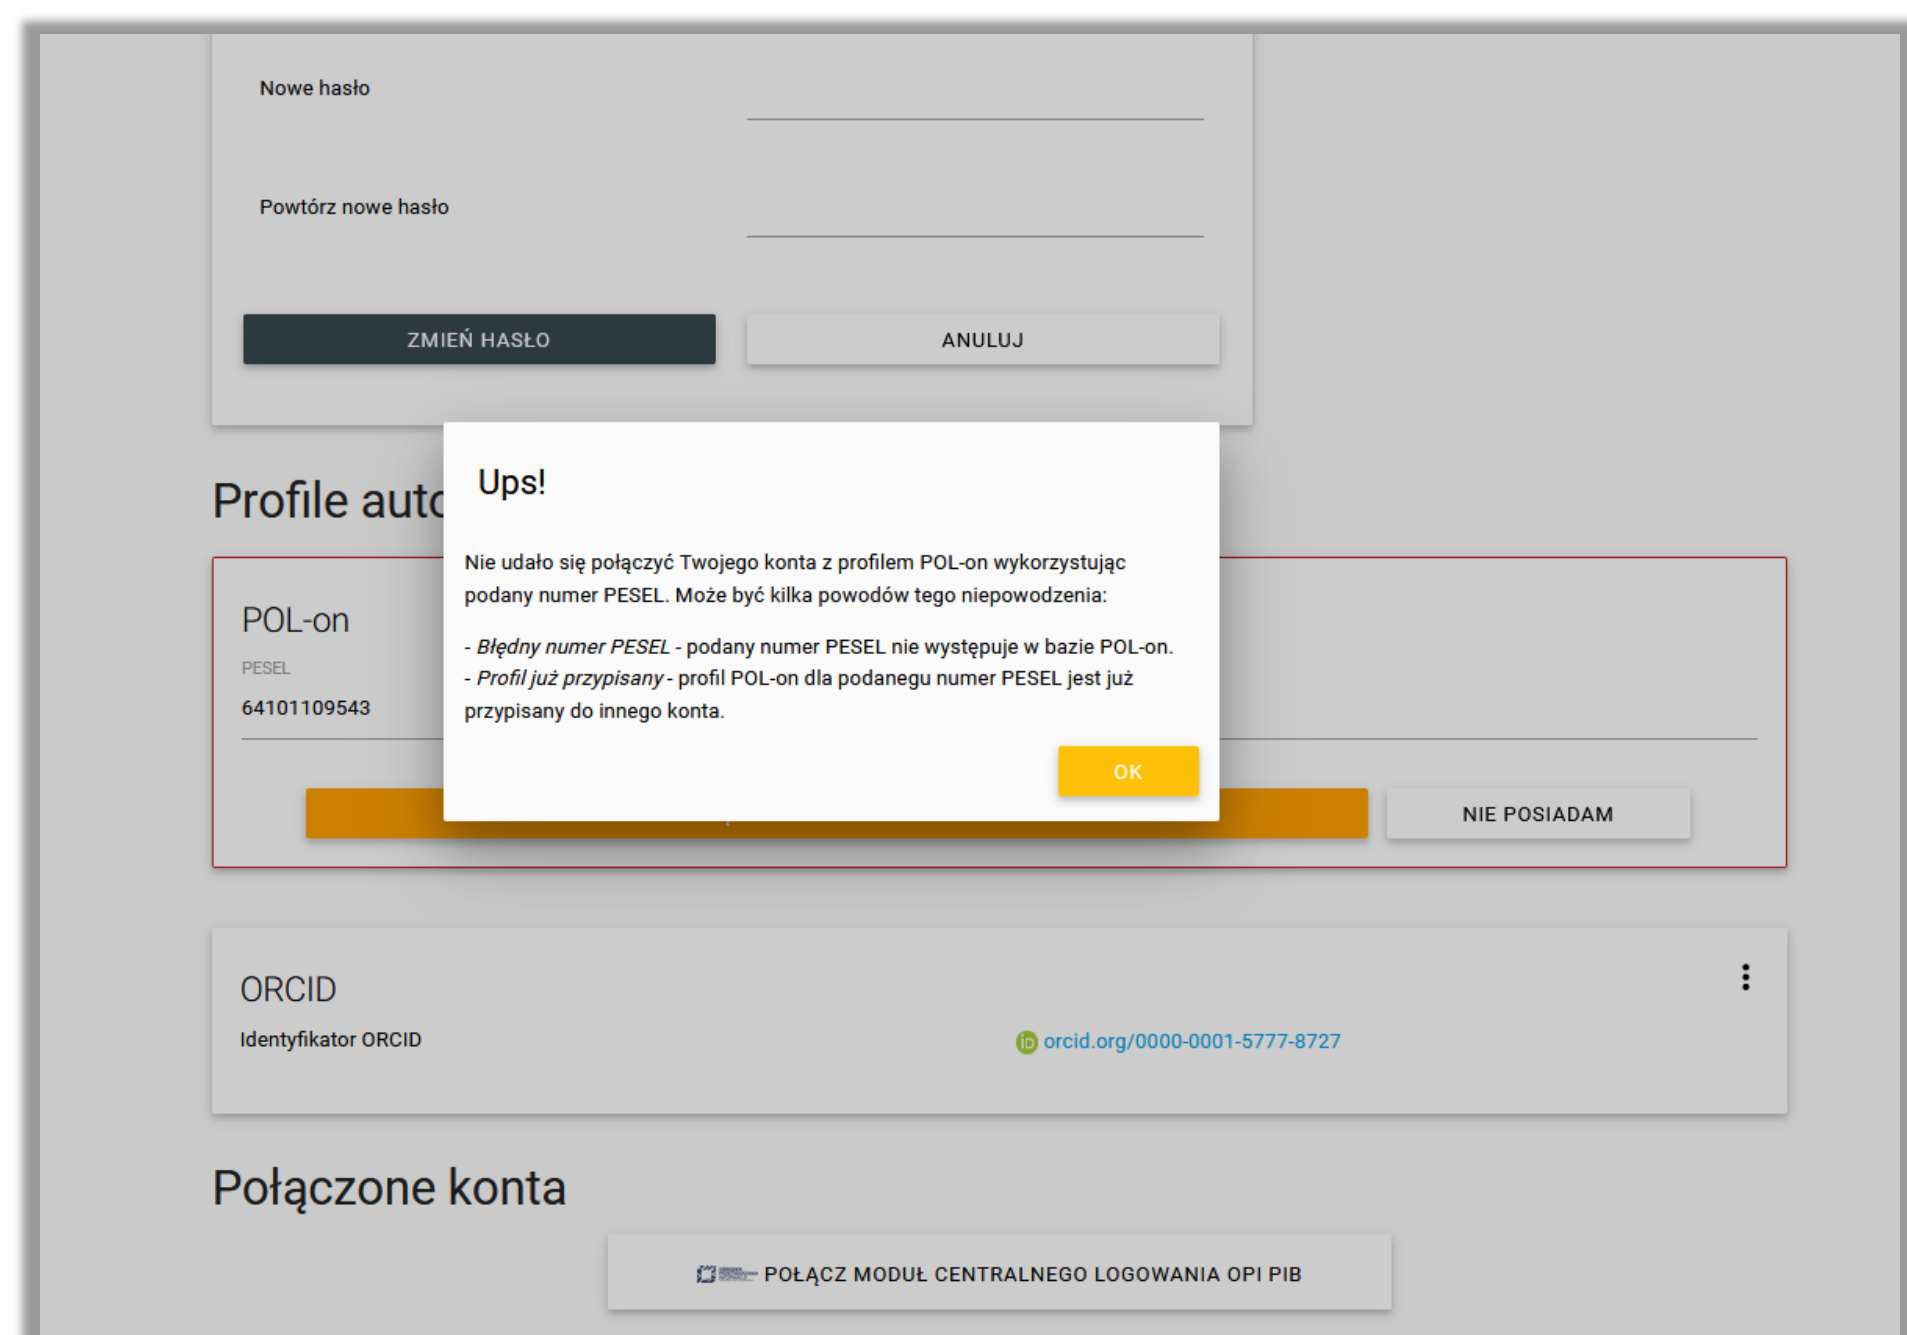 Nowe hasło
Powtórz nowe hasło
ZMIEŃ HASŁO
ANULUJ
Profile auto
Ups!
Nie udało się połączyć Twojego konta z profilem POL-on wykorzystując
podany numer PESEL. Może być kilka powodów tego niepowodzenia:
- Błędny numer PESEL - podany numer PESEL nie występuje w bazie POL-on.
- Profil już przypisany - profil POL-on dla podanegu numer PESEL jest już
przypisany do innego konta.
OK
POL-on
PESEL
64101109543
NIE POSIADAM
ORCID
Identyfikator ORCID
iD orcid.org/0000-0001-5777-8727
Połączone konta
POŁĄCZ MODUŁ CENTRALNEGO LOGOWANIA OPI PIB